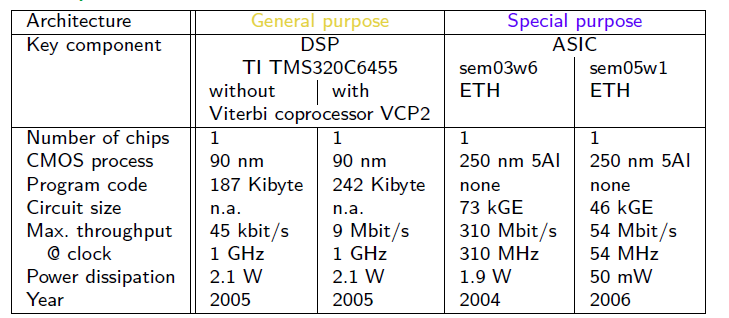 Architecture General purpose Special purpose
Key component DSP ASIC
TI TMS320C6455 sem03w6 sem05w1
without with ETH ETH
Viterbi coprocessor VCP2
Number of chips 1 1 1 1
CMOS process 90 nm 90 nm 250 nm 5Al 250 nm 5Al
Program code 187 Kibyte 242 Kibyte none none
Circuit size n.a. n.a. 73 kGE 46 kGE
Max. throughput 45 kbit/s 9 Mbit/s 310 Mbit/s 54 Mbit/s
@ clock 1 GHz 1 GHz 310 MHz 54 MHz
Power dissipation 2.1 W 2.1 W 1.9 W 50 mW
Year 2005 2005 2004 2006